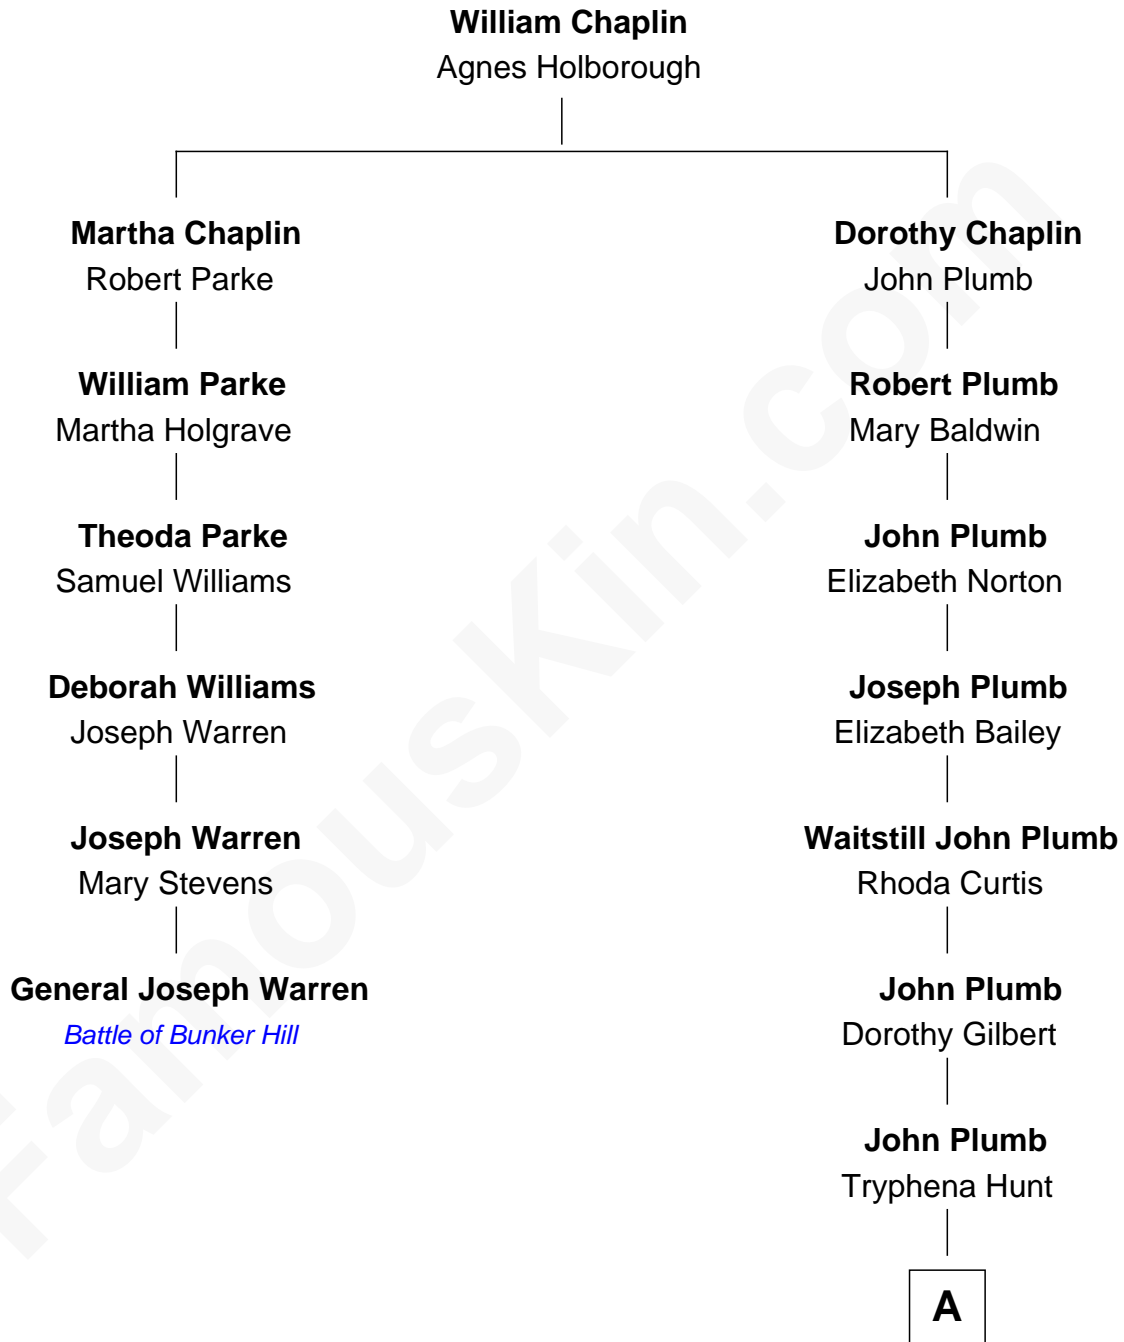 William Chaplin
Agnes Holborough
Martha Chaplin
Robert Parke
Dorothy Chaplin
John Plumb
William Parke
Martha Holgrave
Robert Plumb
Mary Baldwin
Theoda Parke
Samuel Williams
John Plumb
Elizabeth Norton
Deborah Williams
Joseph Warren
Joseph Plumb
Elizabeth Bailey
Joseph Warren
Mary Stevens
Waitstill John Plumb
Rhoda Curtis
General Joseph Warren
Battle of Bunker Hill
John Plumb
Dorothy Gilbert
John Plumb
Tryphena Hunt
A
FamousKin.com